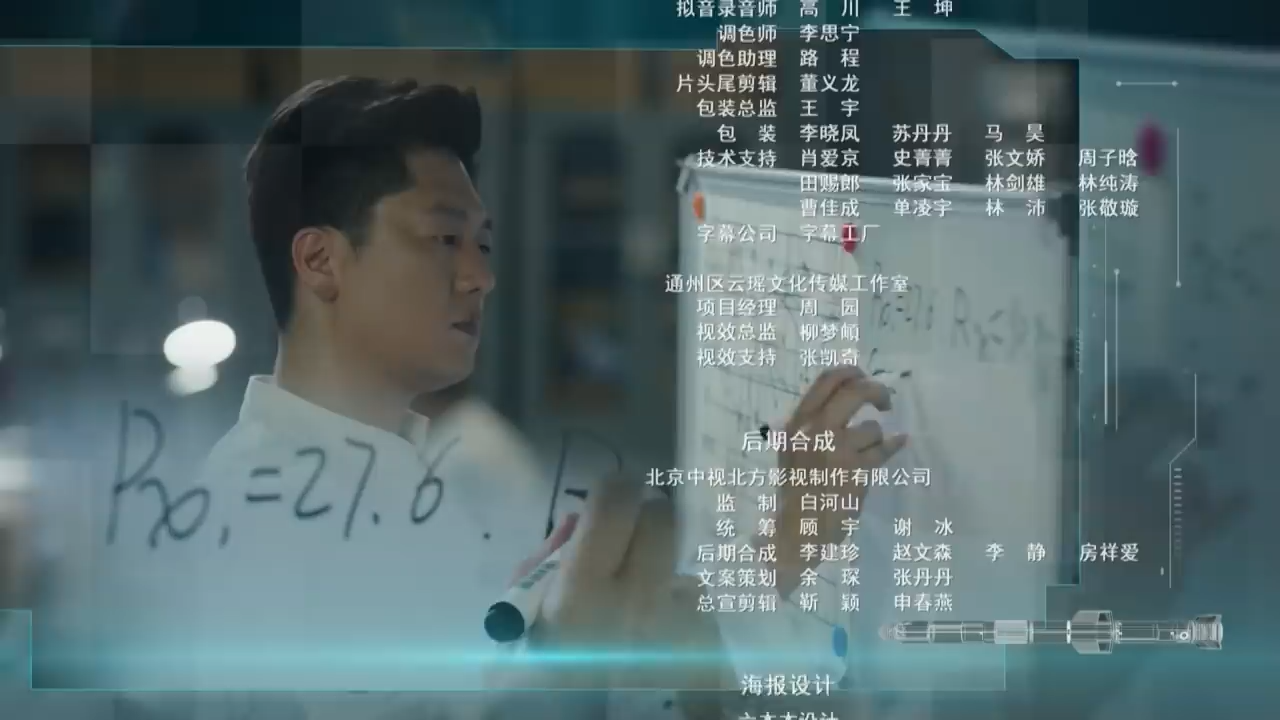 拟音录音师 高 川 王 坤
调色师 李思宁
调色助理 路 程
片头尾剪辑 董义龙
包装总监 王 宇
包 装 李晓凤 苏丹丹 马 昊
技术支持 肖爱京 史菁菁 张文娇 周子晗
田赐郎 张家宝 林剑雄 林纯涛
曹佳成 单凌宇 林 沛 张敬璇
字幕公司 字幕工厂
通州区云瑶文化传媒工作室
项目经理 周 园
视效总监 柳梦頔
视效支持 张凯奇
后期合成
北京中视北方影视制作有限公司
监 制 白河山
统 筹 顾 宇 谢 冰
后期合成 李建珍 赵文森 李 静 房祥爱
文案策划 余 琛 张丹丹
总宣剪辑 靳 颖 申春燕
海报设计
=27.6